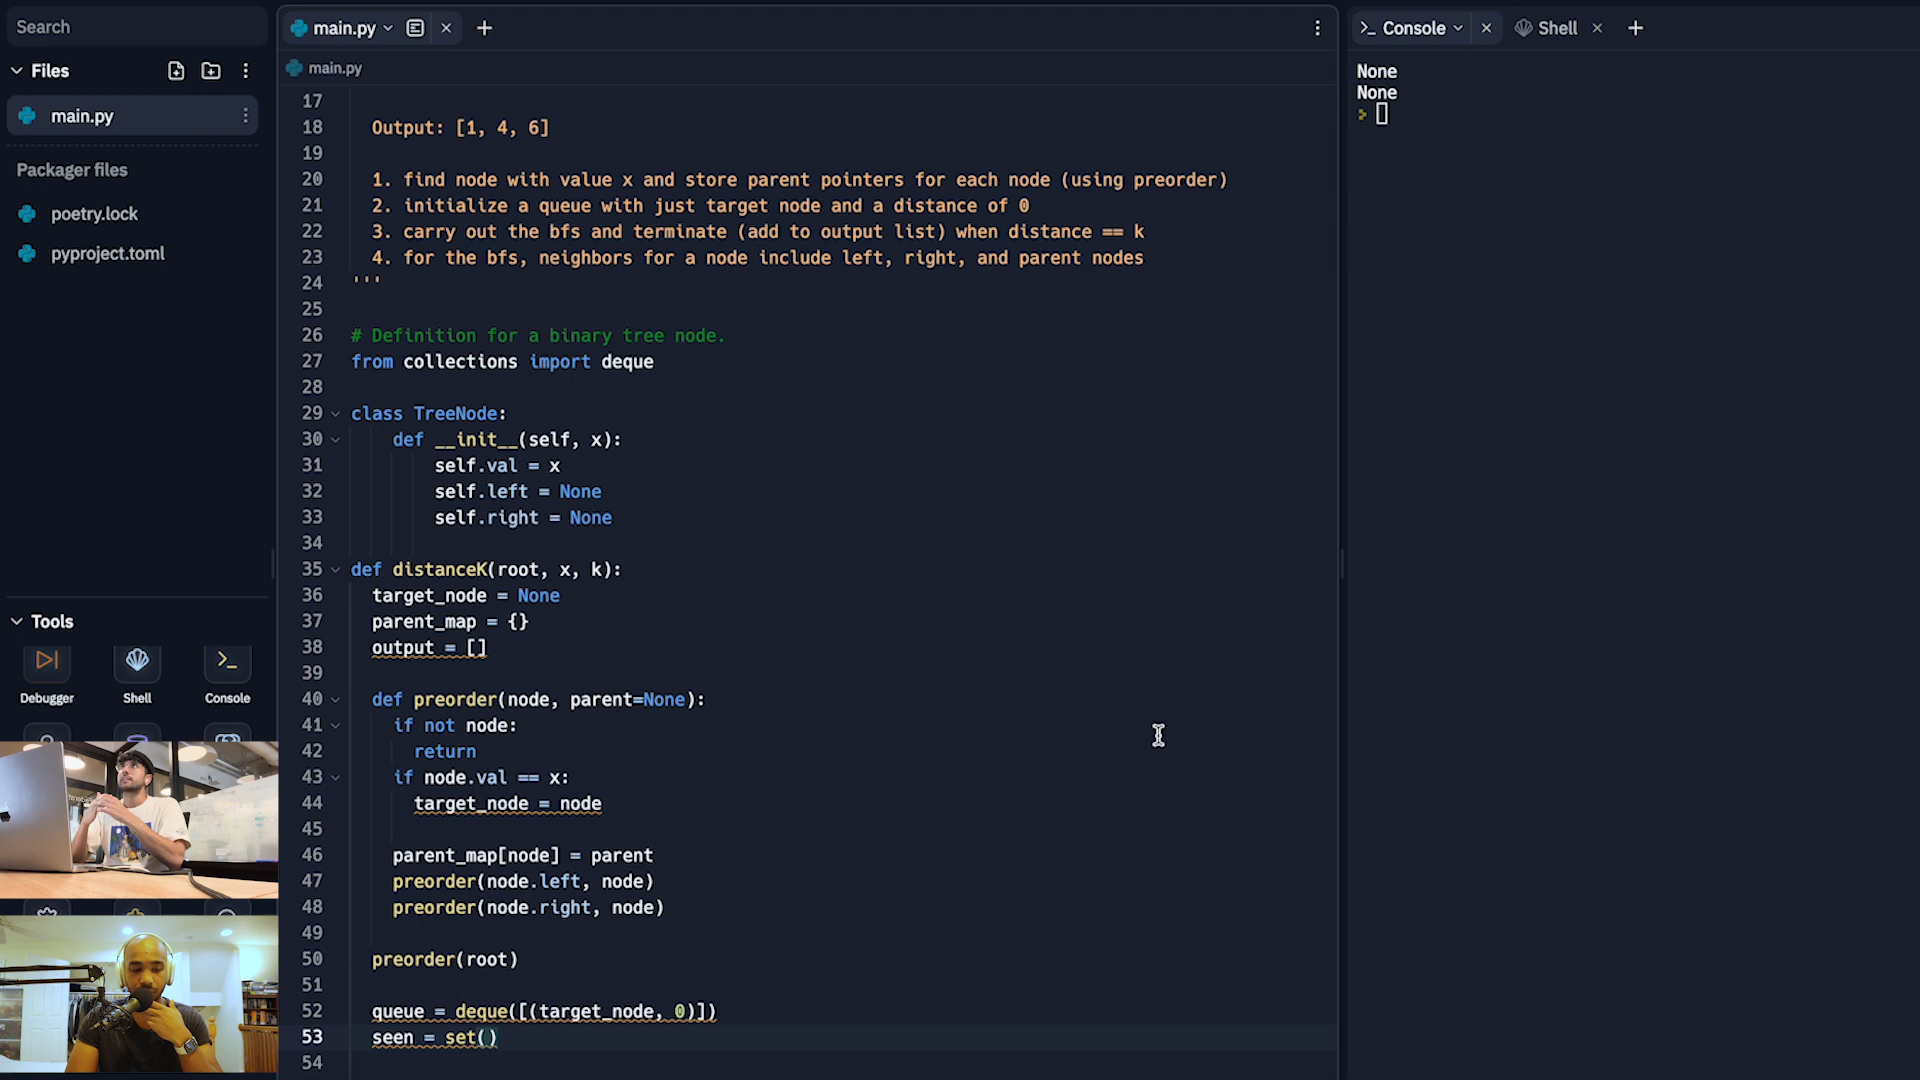 Search
Files
main.py
Packager files
poetry.lock
pyproject.toml
Tools
Debugger
Shell
Console
main.py
main.py
17
18 Output: [1, 4, 6]
19
20 1. find node with value x and store parent pointers for each node (using preorder)
21 2. initialize a queue with just target node and a distance of 0
22 3. carry out the bfs and terminate (add to output list) when distance == k
23 4. for the bfs, neighbors for a node include left, right, and parent nodes
24 '''
25
26 # Definition for a binary tree node.
27 from collections import deque
28
29 class TreeNode:
30 def __init__(self, x):
31 self.val = x
32 self.left = None
33 self.right = None
34
35 def distanceK(root, x, k):
36 target_node = None
37 parent_map = {}
38 output = []
39
40 def preorder(node, parent=None):
41 if not node:
42 return
43 if node.val == x:
44 target_node = node
45
46 parent_map[node] = parent
47 preorder(node.left, node)
48 preorder(node.right, node)
49
50 preorder(root)
51
52 queue = deque([(target_node, 0)])
53 seen = set()
54
>_ Console
Shell
None
None